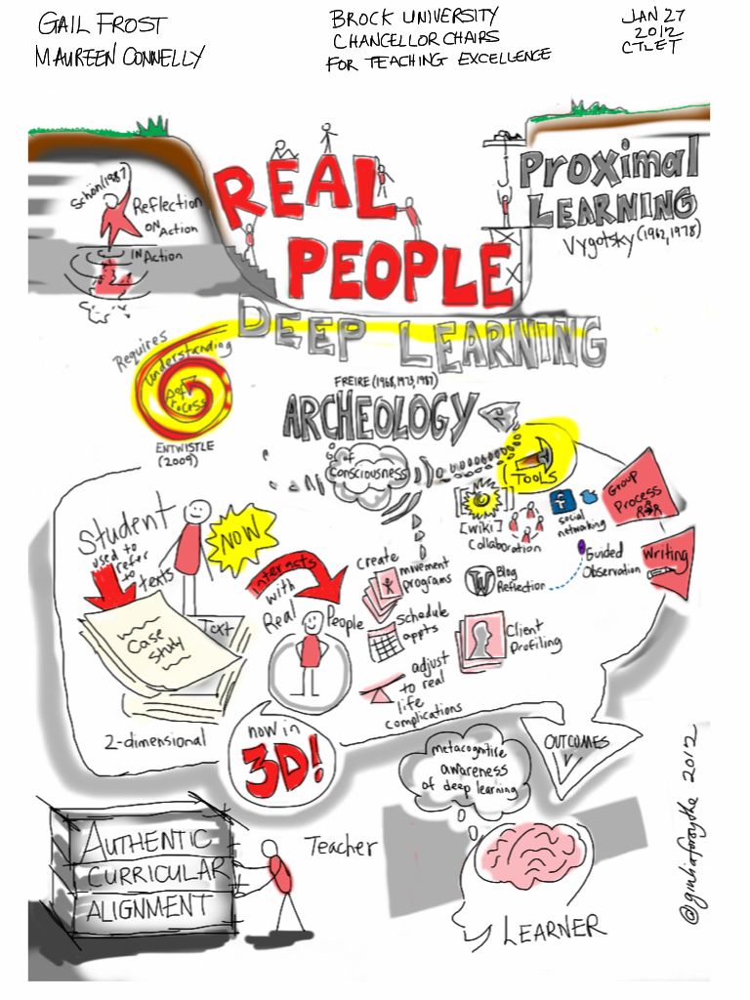 GAIL FROST
MAUREEN CONNELLY
BROCK UNIVERSITY
CHANCELLOR CHAIRS
FOR TEACHING EXCELLENCE
JAN 27
2012
CTLET
Schön (1987)
Reflection
ON Action
IN Action
REAL
PEOPLE
Proximal
LEARNING
Vygotsky (1962, 1978)
DEEP LEARNING
Requires
understanding
of
Process
ENTWISTLE
(2009)
FREIRE (1968, 1973, 1987)
ARCHEOLOGY
of
consciousness
TOOLS
[wiki]
Collaboration
f
social
networking
Group
Process
Writing
Guided
Observation
W
Blog
Reflection
Student
used to
refer
to
texts
NOW
Interacts
with
Real
People
Text
Case
Study
2-dimensional
now in
3D!
create
movement
programs
schedule
appts
adjust
to real
life
complications
Client
Profiling
OUTCOMES
metacognitive
awareness
of deep learning
LEARNER
AUTHENTIC
CURRICULAR
ALIGNMENT
Teacher
@giuliaforsythe 2012